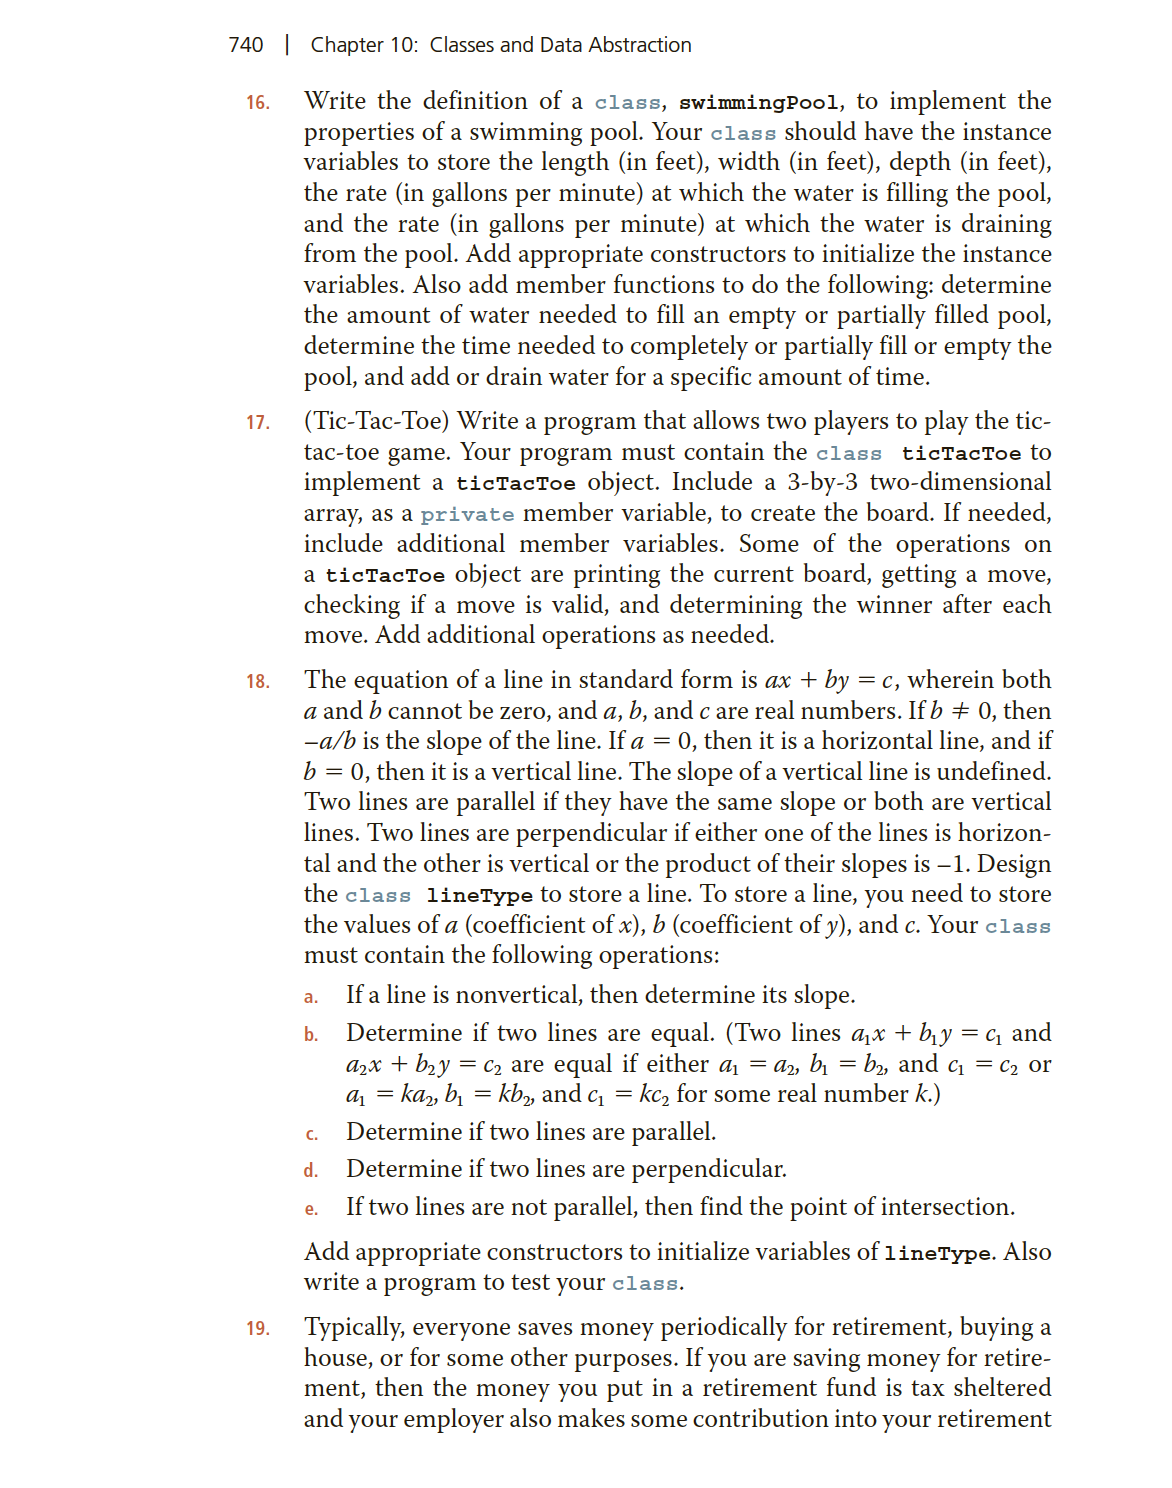 740 | Chapter 10: Classes and Data Abstraction
16. Write the definition of a class, swimmingPool, to implement the
properties of a swimming pool. Your class should have the instance
variables to store the length (in feet), width (in feet), depth (in feet),
the rate (in gallons per minute) at which the water is filling the pool,
and the rate (in gallons per minute) at which the water is draining
from the pool. Add appropriate constructors to initialize the instance
variables. Also add member functions to do the following: determine
the amount of water needed to fill an empty or partially filled pool,
determine the time needed to completely or partially fill or empty the
pool, and add or drain water for a specific amount of time.
17. (Tic-Tac-Toe) Write a program that allows two players to play the tic-
tac-toe game. Your program must contain the class ticTacToe to
implement a ticTacToe object. Include a 3-by-3 two-dimensional
array, as a private member variable, to create the board. If needed,
include additional member variables. Some of the operations on
a ticTacToe object are printing the current board, getting a move,
checking if a move is valid, and determining the winner after each
move. Add additional operations as needed.
18. The equation of a line in standard form is ax + by = c, wherein both
a and b cannot be zero, and a, b, and c are real numbers. If b ≠ 0, then
–a/b is the slope of the line. If a = 0, then it is a horizontal line, and if
b = 0, then it is a vertical line. The slope of a vertical line is undefined.
Two lines are parallel if they have the same slope or both are vertical
lines. Two lines are perpendicular if either one of the lines is horizon-
tal and the other is vertical or the product of their slopes is –1. Design
the class lineType to store a line. To store a line, you need to store
the values of a (coefficient of x), b (coefficient of y), and c. Your class
must contain the following operations:
a. If a line is nonvertical, then determine its slope.
b. Determine if two lines are equal. (Two lines a₁x + b₁y = c₁ and
a₂x + b₂y = c₂ are equal if either a₁ = a₂, b₁ = b₂, and c₁ = c₂ or
a₁ = ka₂, b₁ = kb₂, and c₁ = kc₂ for some real number k.)
c. Determine if two lines are parallel.
d. Determine if two lines are perpendicular.
e. If two lines are not parallel, then find the point of intersection.
Add appropriate constructors to initialize variables of lineType. Also
write a program to test your class.
19. Typically, everyone saves money periodically for retirement, buying a
house, or for some other purposes. If you are saving money for retire-
ment, then the money you put in a retirement fund is tax sheltered
and your employer also makes some contribution into your retirement